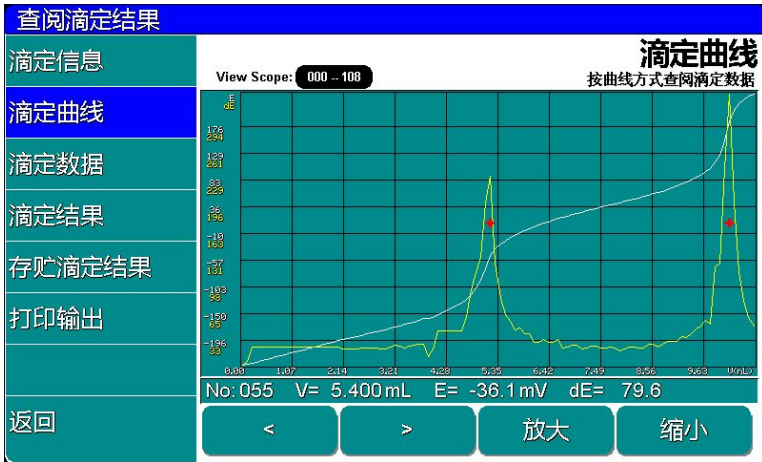 查阅滴定结果
滴定信息
滴定曲线
滴定数据
滴定结果
存贮滴定结果
打印输出
返回
滴定曲线
View Scope: 000 -- 108
按曲线方式查阅滴定数据
E
dE
176
294
129
261
83
229
36
196
-10
163
-57
131
-103
98
-150
65
-196
33
0.00 1.07 2.14 3.21 4.28 5.35 6.42 7.49 8.56 9.63 V(mL)
No: 055 V= 5.400 mL E= -36.1 mV dE= 79.6
< > 放大 缩小